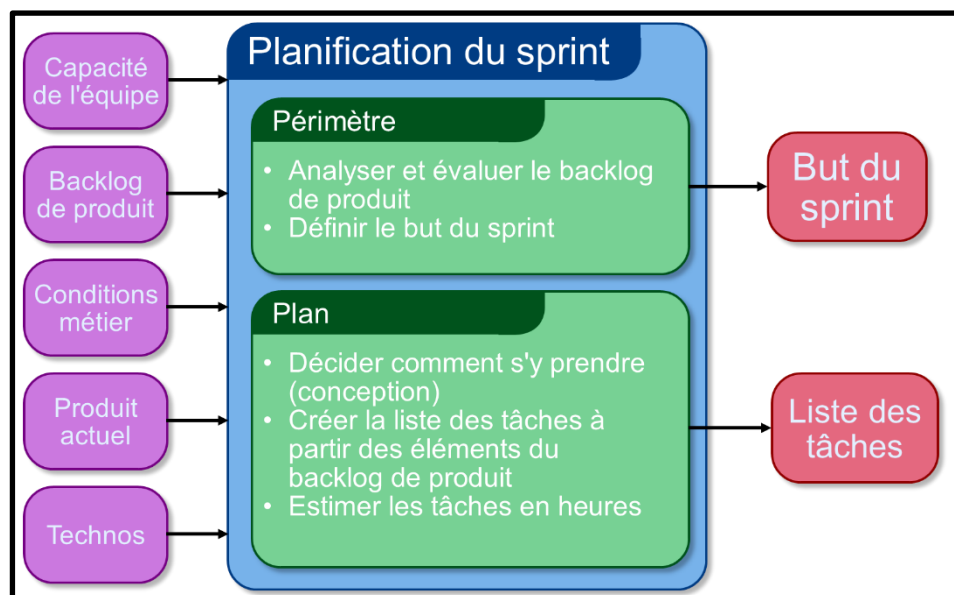 Capacité
de l'équipe
Backlog
de produit
Conditions
métier
Produit
actuel
Technos
Planification du sprint
Périmètre
• Analyser et évaluer le backlog
de produit
• Définir le but du sprint
Plan
• Décider comment s'y prendre
(conception)
• Créer la liste des tâches à
partir des éléments du
backlog de produit
• Estimer les tâches en heures
But du
sprint
Liste des
tâches